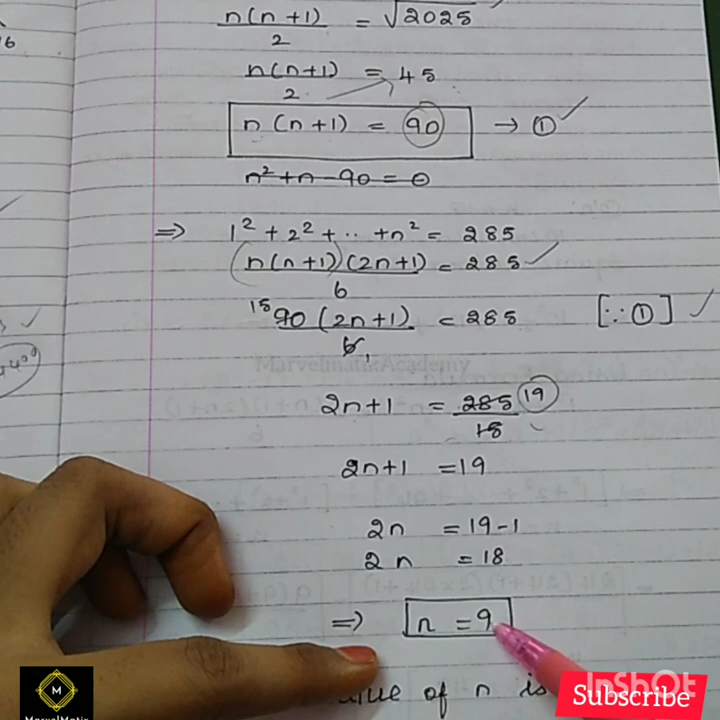 n(n+1)/2 = √2025
n(n+1)/2 = 45
n(n+1) = 90 → ①
n²+n-90=0
⇒ 1²+2²+..+n² = 285
n(n+1)(2n+1)/6 = 285
15 90(2n+1)/6, = 285 [∵ ①]
MarvelmatixAcademy
2n+1 = 285/15 19
2n+1 = 19
2n = 19-1
2n = 18
⇒ n = 9
of n is
M
InShOt
Subscribe